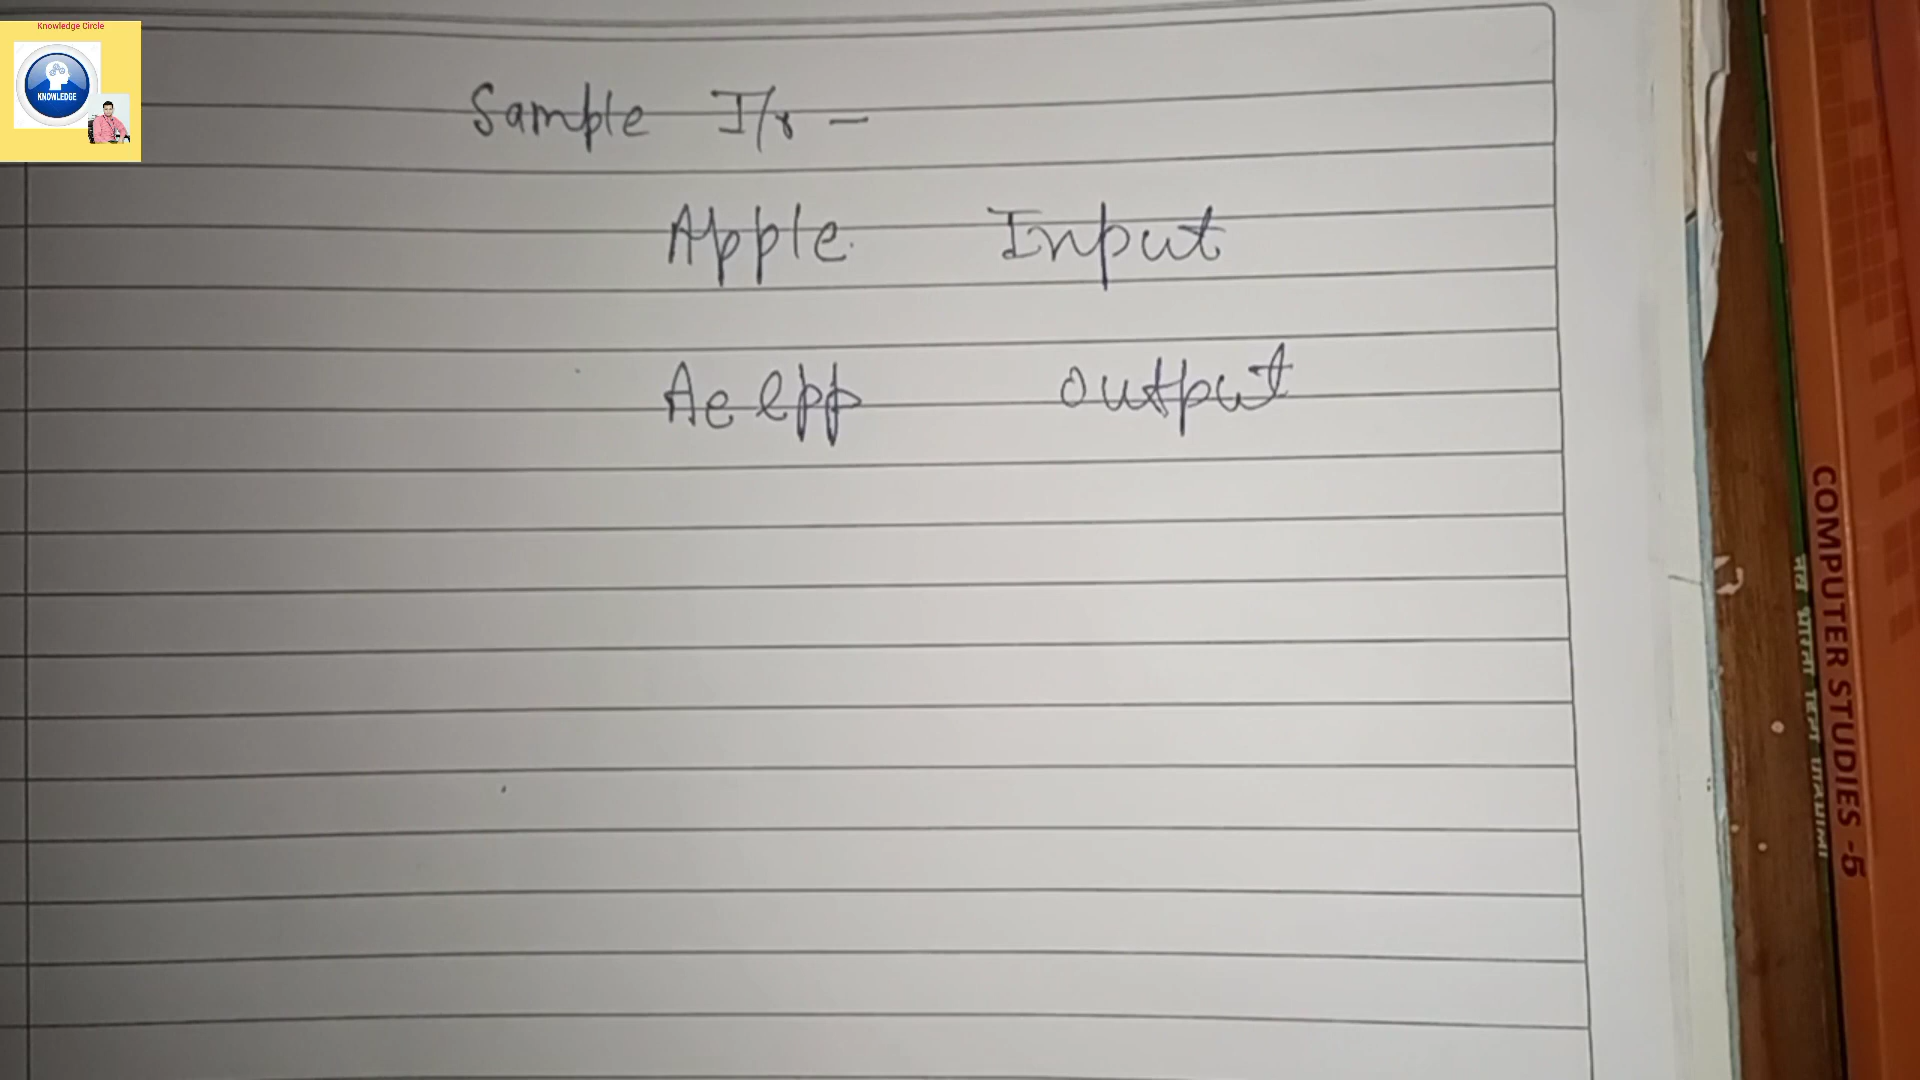 Knowledge Circle
KNOWLEDGE
Sample I/
Apple Input
Aelpp output
COMPUTER STUDIES -5